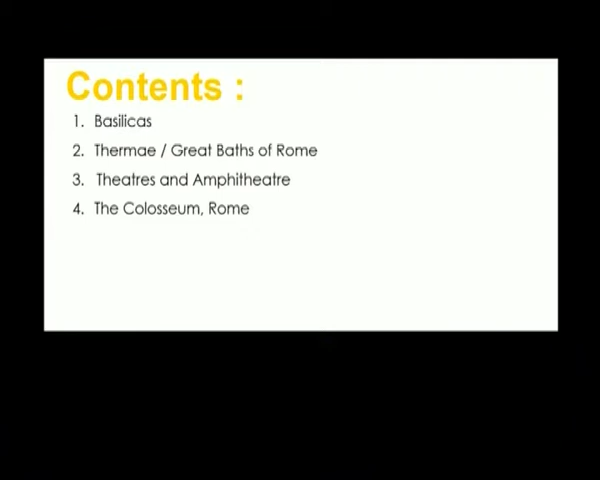 Contents :
1. Basilicas
2. Thermae / Great Baths of Rome
3. Theatres and Amphitheatre
4. The Colosseum, Rome